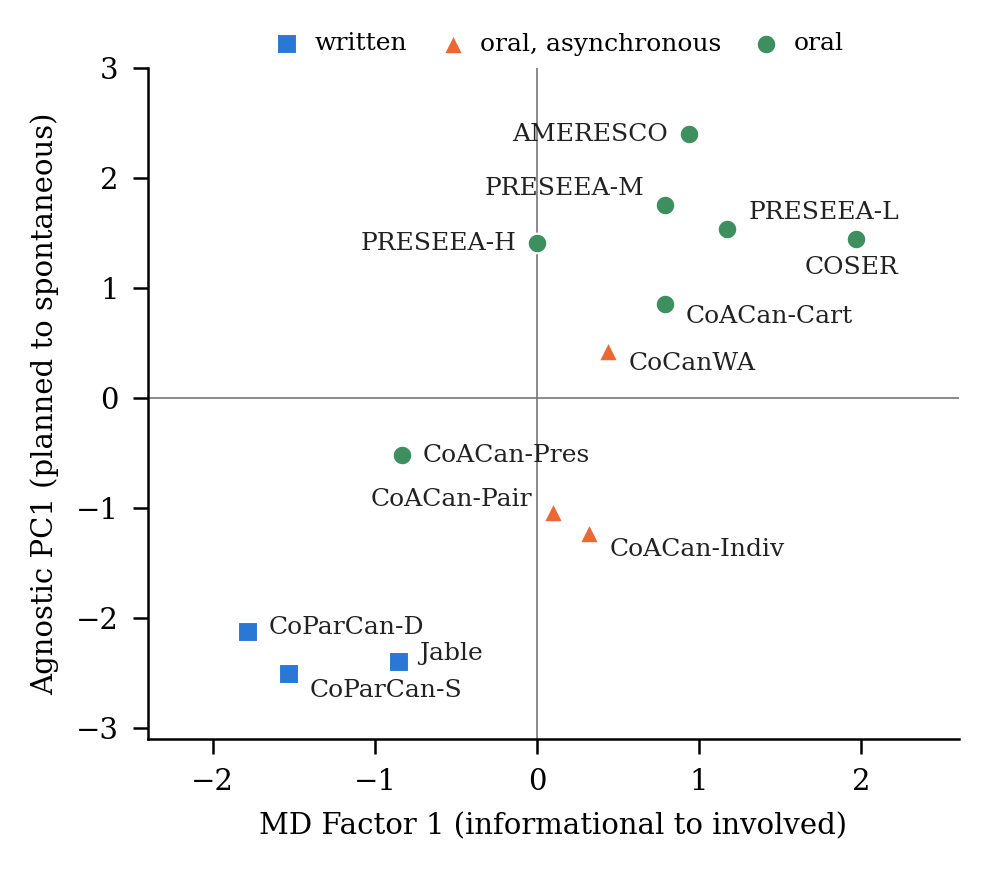 written oral, asynchronous oral
Agnostic PC1 (planned to spontaneous)
3
2
1
0
−1
−2
−3
AMERESCO
PRESEEA-M
PRESEEA-L
PRESEEA-H
COSER
CoACan-Cart
CoCanWA
CoACan-Pres
CoACan-Pair
CoACan-Indiv
CoParCan-D
Jable
CoParCan-S
−2 −1 0 1 2
MD Factor 1 (informational to involved)